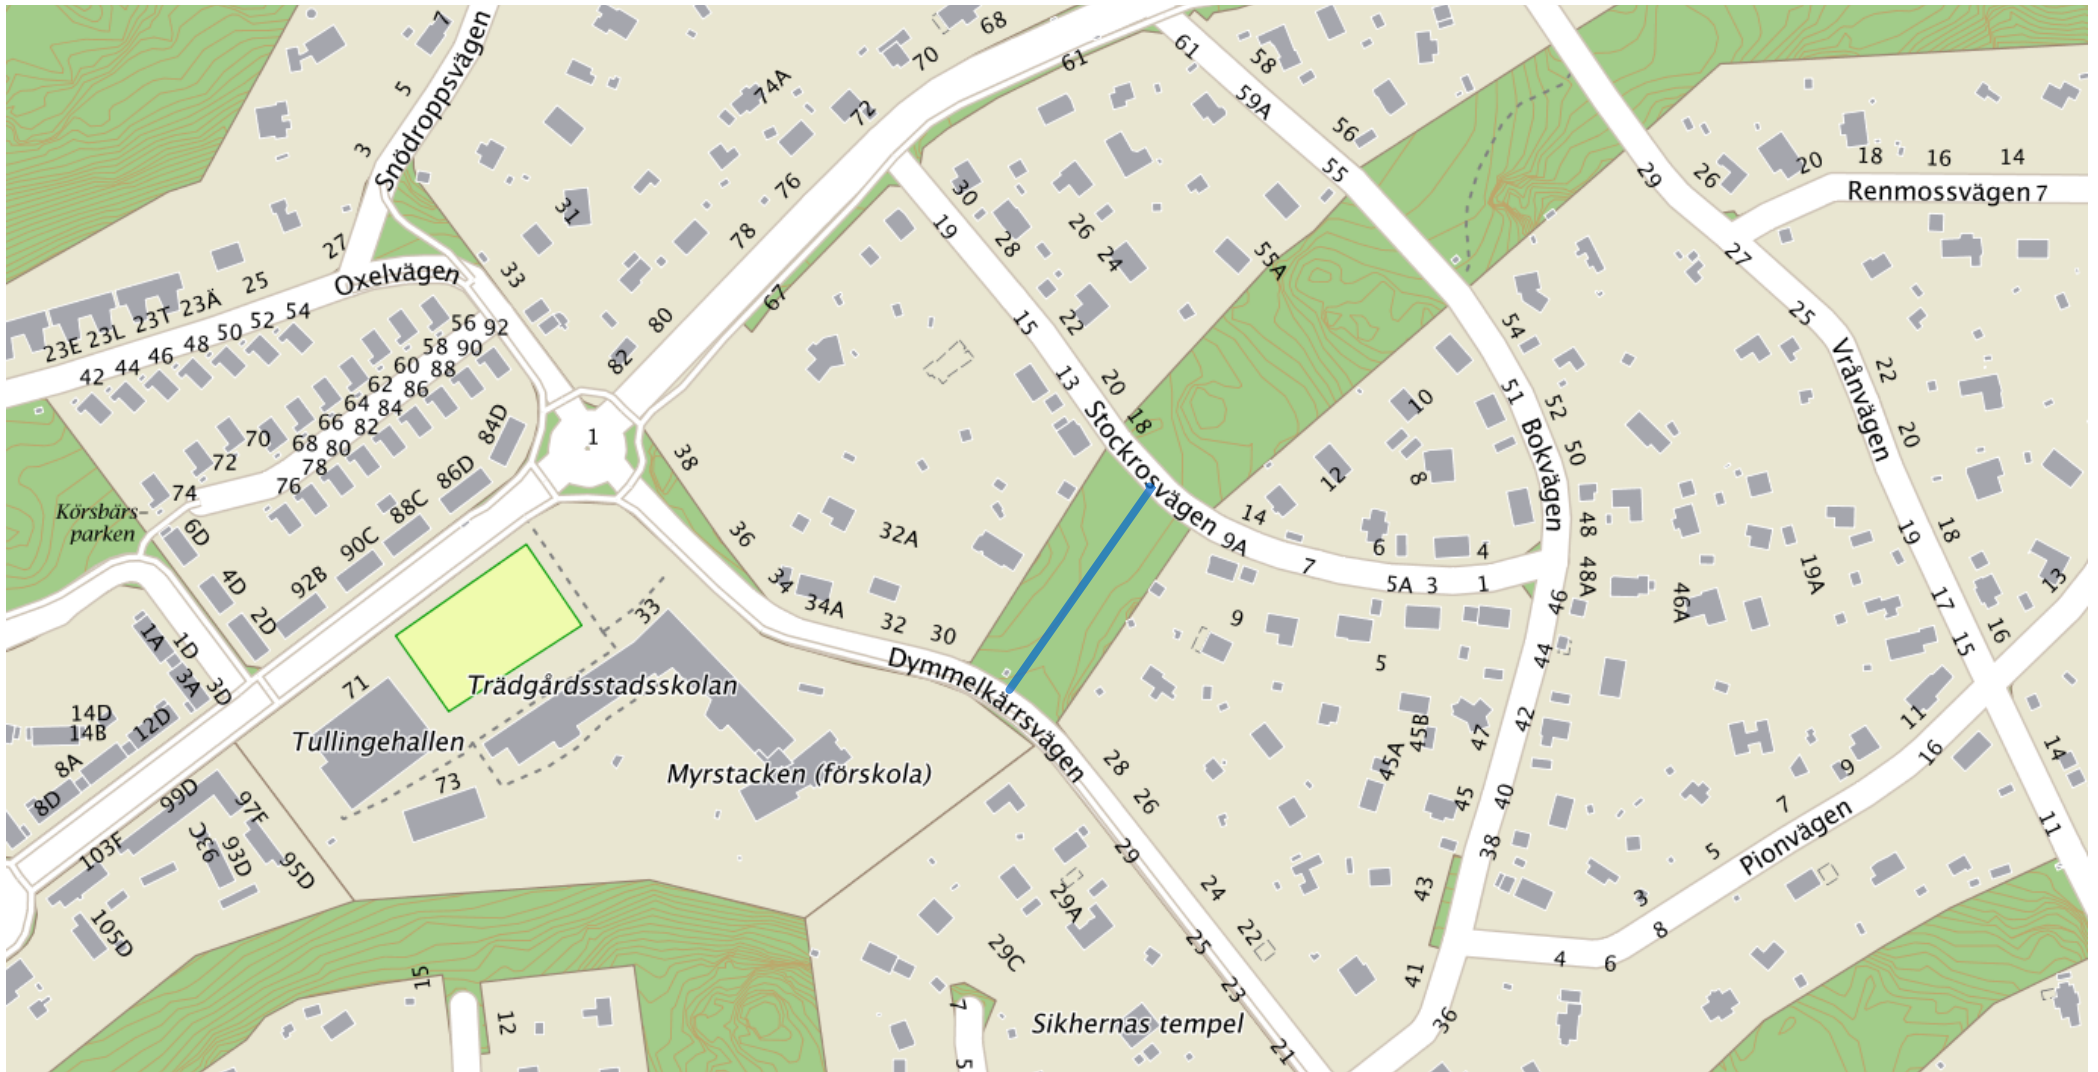 7
68
61
58
70
74A
72
59A
5
Snödroppsvägen
3
56
55
29
26
20
18
16
14
Renmossvägen 7
76
30
31
19
26
28
24
78
27
25
33
Oxelvägen
55A
27
67
25
23E 23L 23T 23Ä
42 44 46 48 50 52 54
80
82
15
22
54
56 92
58 90
60 88
62 86
64 84
66 82
68 80
70
78
72
76
74
84D
86D
88C
90C
92B
1
13
20
18
Stockrosvägen
51
52
50
10
12
8
Bokvägen
Vrånvägen
22
20
18
19
17
15
16
13
19A
Körsbärs-
parken
6D
4D
2D
38
36
32A
34
34A
32
30
14
9A
7
6
4
5A
3
1
48
48A
46
46A
44
9
5
33
1A
1D
3A
3D
71
Trädgårdsstadsskolan
Tullingehallen
Dymmelkärrsvägen
14D
14B
12D
8A
8D
73
Myrstacken (förskola)
28
26
45B
45A
47
42
45
40
38
11
16
14
9
7
5
Pionvägen
11
99D
97F
93C
93D
95D
103F
105D
29
29A
29C
24
22
25
23
43
41
3
8
4
6
36
15
12
7
5
Sikhernas tempel
21